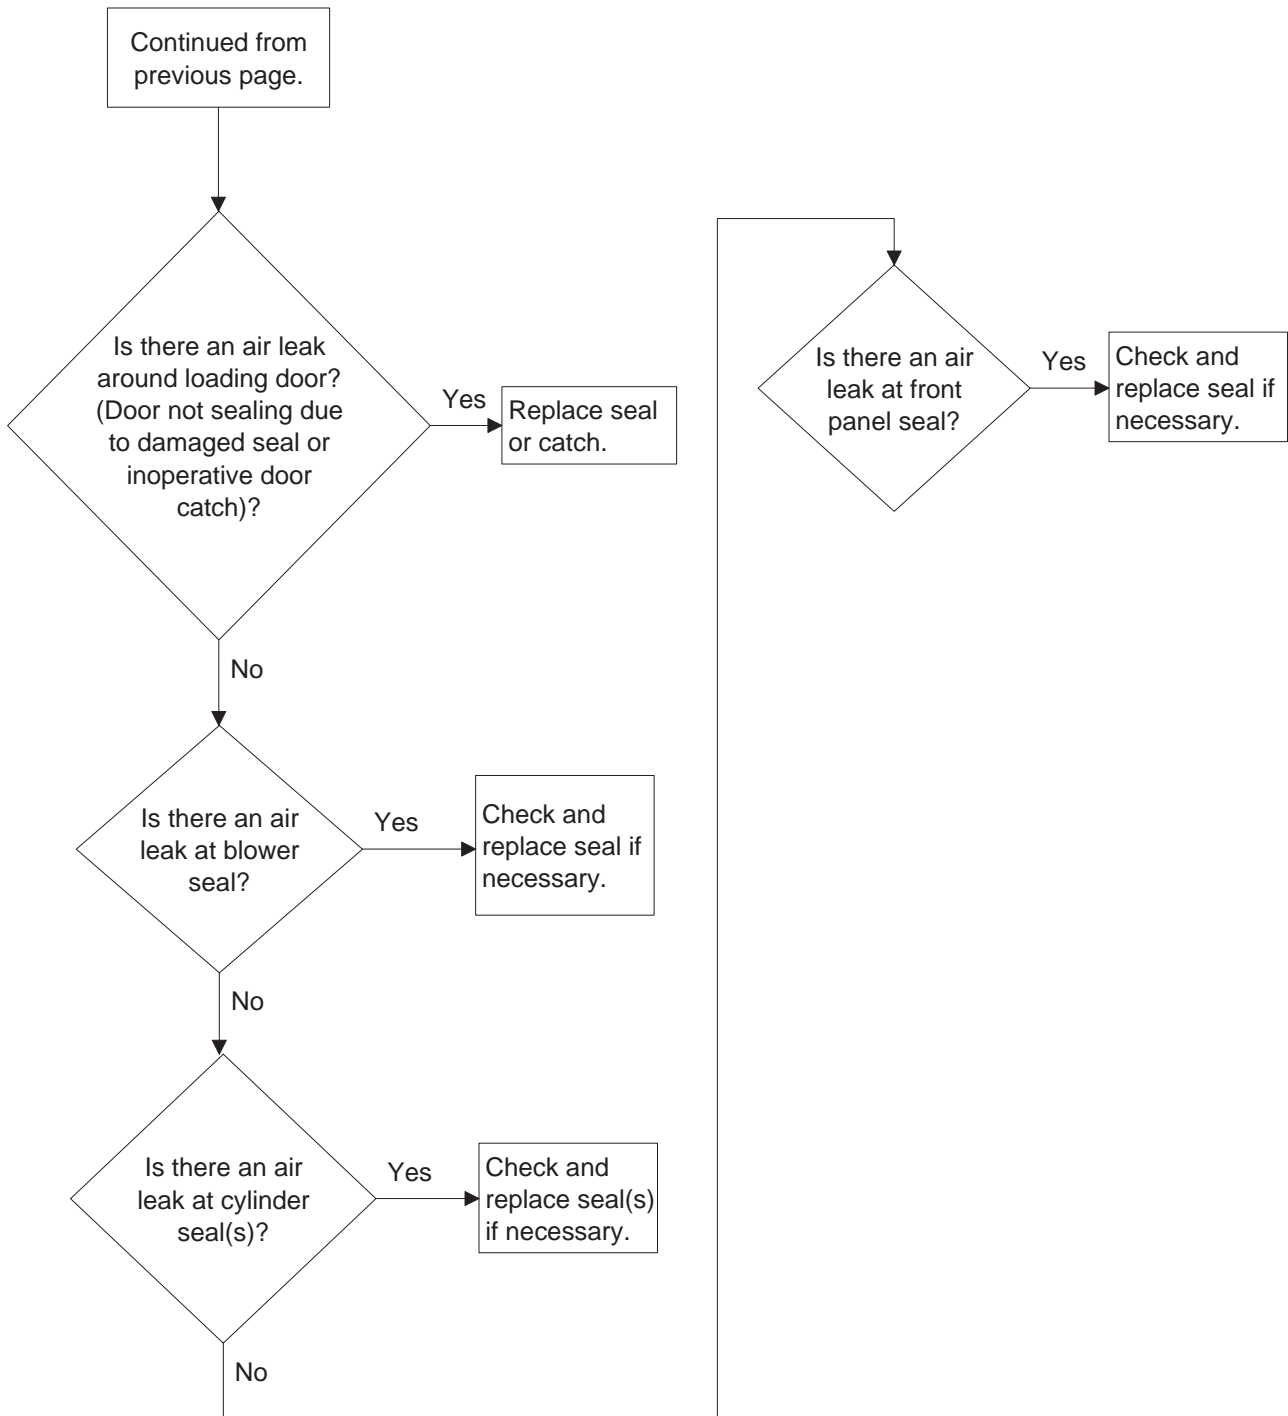 Continued from
previous page.
Is there an air leak
around loading door?
(Door not sealing due
to damaged seal or
inoperative door
catch)?
Yes
Replace seal
or catch.
No
Is there an air
leak at blower
seal?
Yes
Check and
replace seal if
necessary.
No
Is there an air
leak at cylinder
seal(s)?
Yes
Check and
replace seal(s)
if necessary.
No
Is there an air
leak at front
panel seal?
Yes
Check and
replace seal if
necessary.